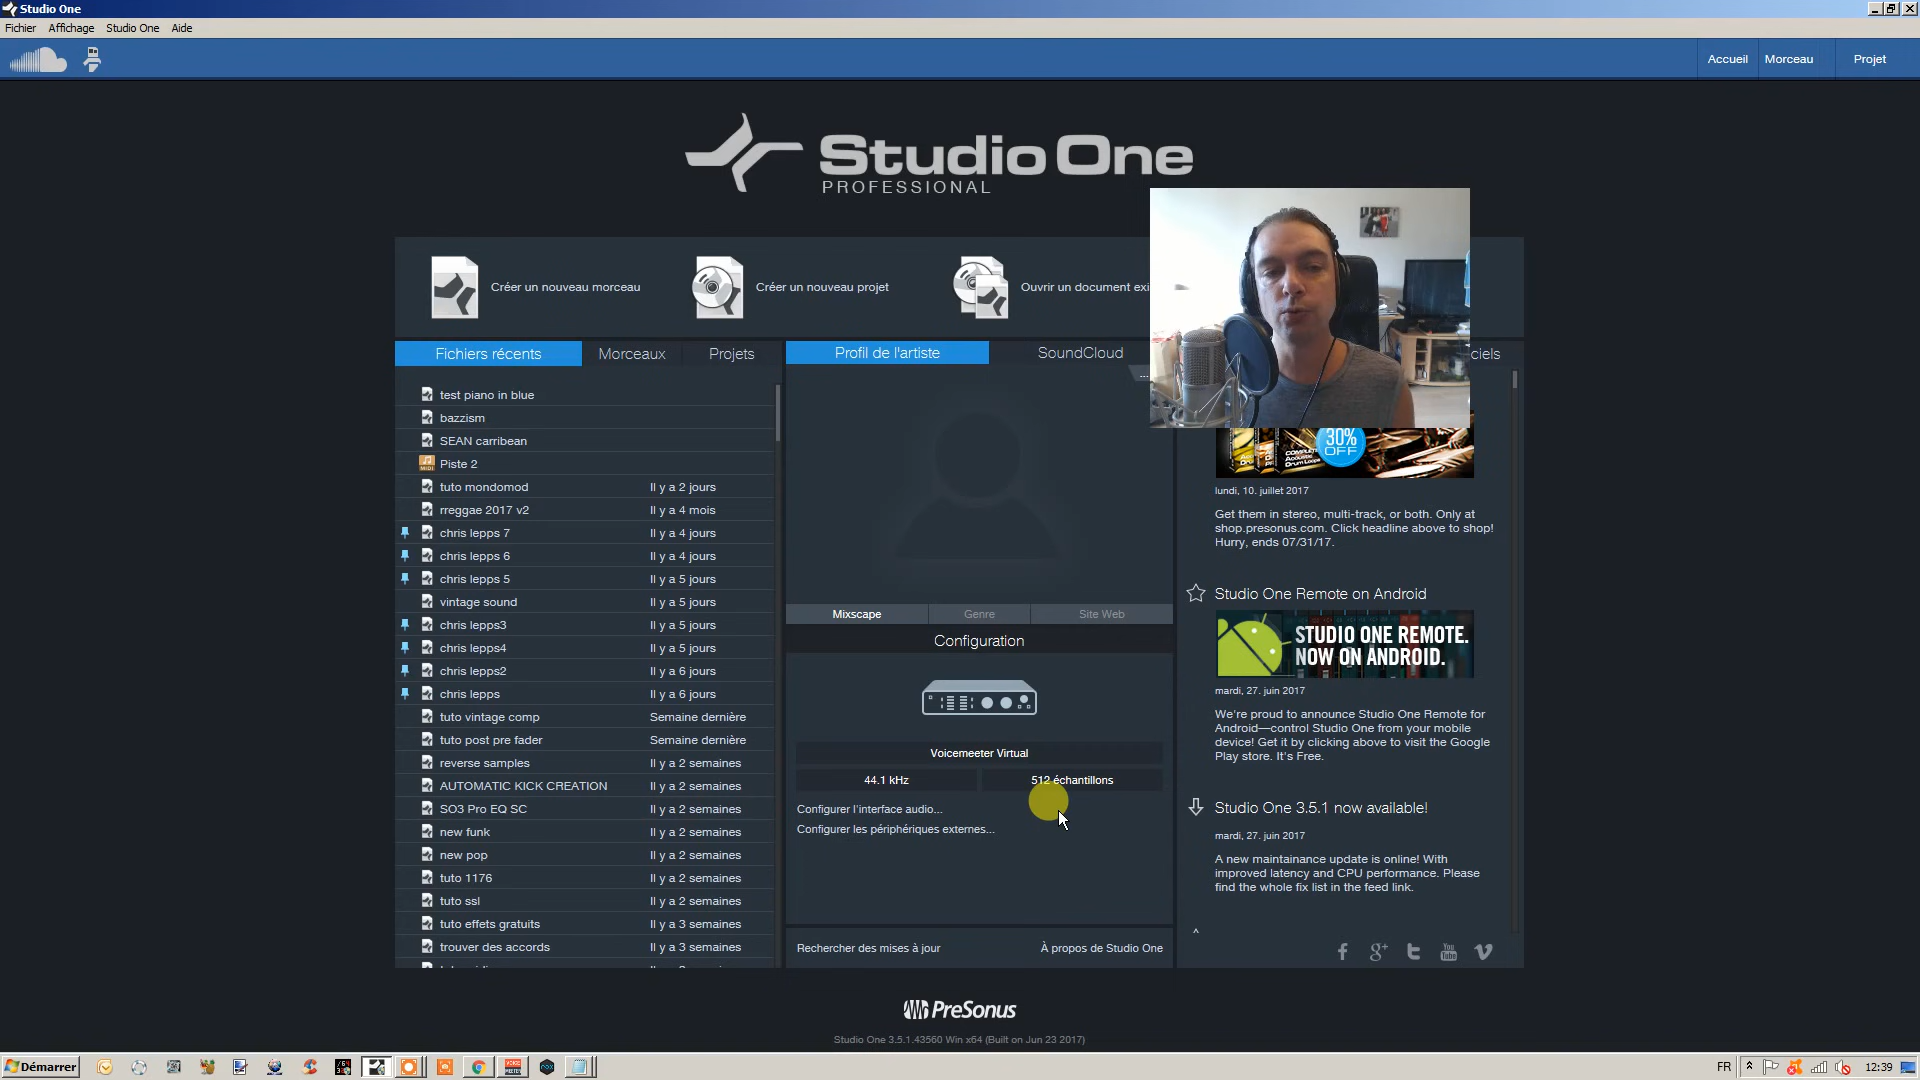 Studio One
Fichier Affichage Studio One Aide
Accueil Morceau Projet
Studio One
PROFESSIONAL
Créer un nouveau morceau
Créer un nouveau projet
Ouvrir un document exi
Fichiers récents Morceaux Projets
test piano in blue
bazzism
SEAN carribean
Piste 2
tuto mondomod Il y a 2 jours
rreggae 2017 v2 Il y a 4 mois
chris lepps 7 Il y a 4 jours
chris lepps 6 Il y a 4 jours
chris lepps 5 Il y a 5 jours
vintage sound Il y a 5 jours
chris lepps3 Il y a 5 jours
chris lepps4 Il y a 5 jours
chris lepps2 Il y a 6 jours
chris lepps Il y a 6 jours
tuto vintage comp Semaine dernière
tuto post pre fader Semaine dernière
reverse samples Il y a 2 semaines
AUTOMATIC KICK CREATION Il y a 2 semaines
SO3 Pro EQ SC Il y a 2 semaines
new funk Il y a 2 semaines
new pop Il y a 2 semaines
tuto 1176 Il y a 2 semaines
tuto ssl Il y a 2 semaines
tuto effets gratuits Il y a 3 semaines
trouver des accords Il y a 3 semaines
Profil de l'artiste SoundCloud
...
Mixscape Genre Site Web
Configuration
Voicemeeter Virtual
44.1 kHz 512 échantillons
Configurer l'interface audio...
Configurer les périphériques externes...
Rechercher des mises à jour À propos de Studio One
ciels
30%
OFF
lundi, 10. juillet 2017
Get them in stereo, multi-track, or both. Only at
shop.presonus.com. Click headline above to shop!
Hurry, ends 07/31/17.
Studio One Remote on Android
STUDIO ONE REMOTE.
NOW ON ANDROID.
mardi, 27. juin 2017
We're proud to announce Studio One Remote for
Android—control Studio One from your mobile
device! Get it by clicking above to visit the Google
Play store. It's Free.
Studio One 3.5.1 now available!
mardi, 27. juin 2017
A new maintainance update is online! With
improved latency and CPU performance. Please
find the whole fix list in the feed link.
PreSonus
Studio One 3.5.1.43560 Win x64 (Built on Jun 23 2017)
Démarrer
FR 12:39